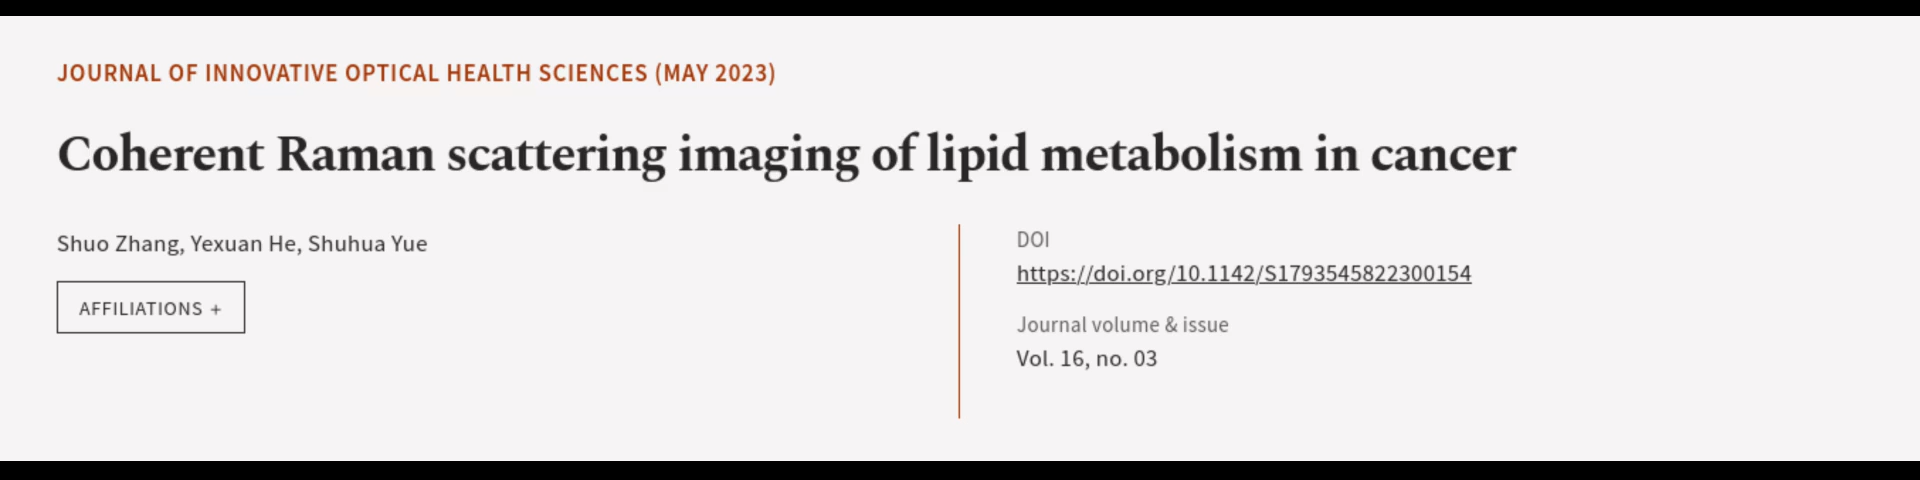 JOURNAL OF INNOVATIVE OPTICAL HEALTH SCIENCES (MAY 2023)
Coherent Raman scattering imaging of lipid metabolism in cancer
Shuo Zhang, Yexuan He, Shuhua Yue
AFFILIATIONS +
DOI
https://doi.org/10.1142/S1793545822300154
Journal volume & issue
Vol. 16, no. 03